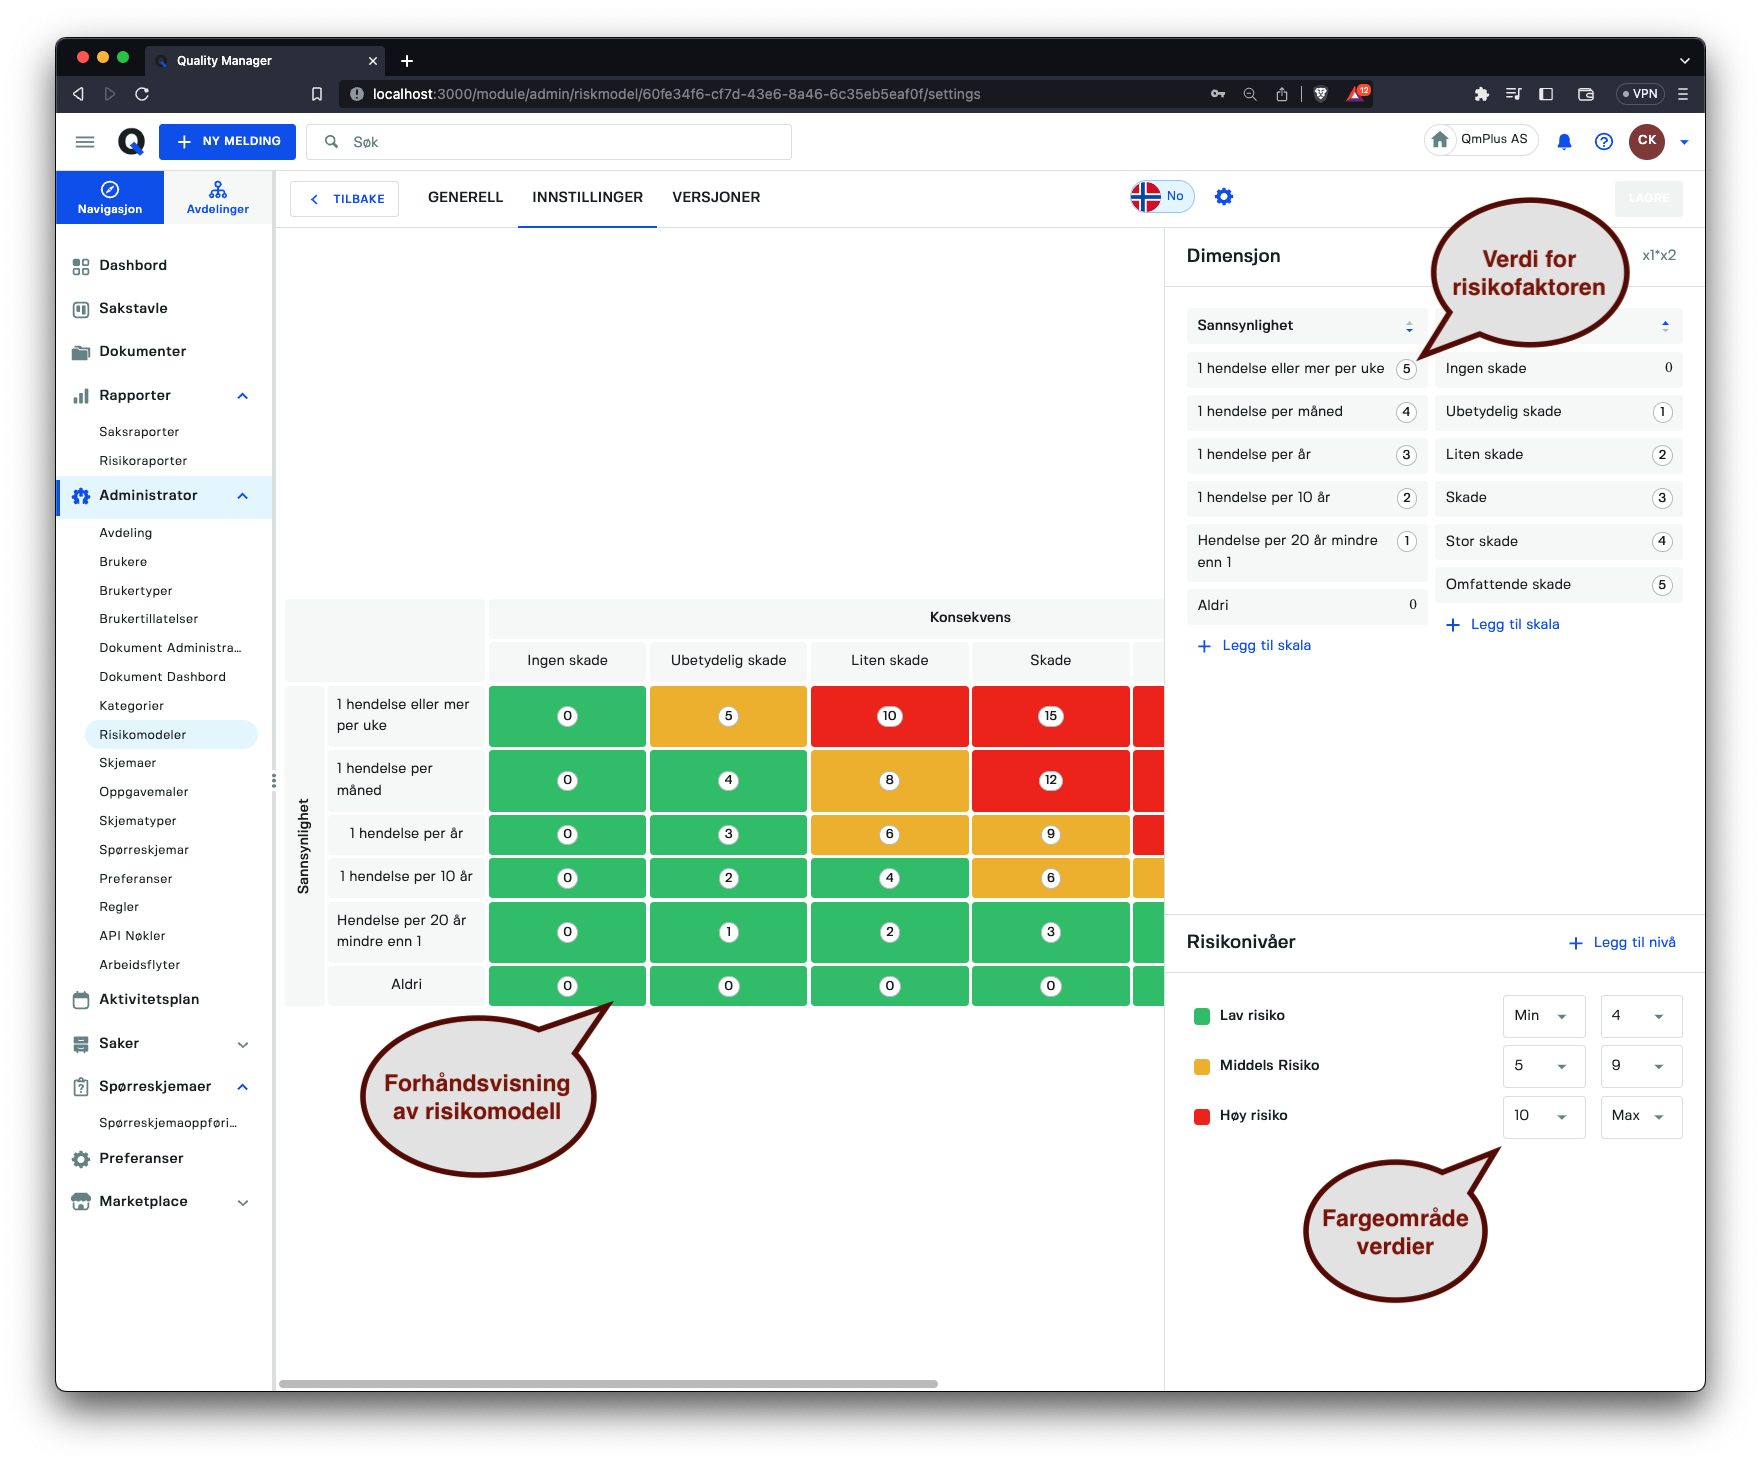 Quality Manager
localhost:3000/module/admin/riskmodel/60fe34f6-cf7d-43e6-8a46-6c35eb5eaf0f/settings
12
VPN
NY MELDING
Søk
QmPlus AS
CK
Navigasjon
Avdelinger
TILBAKE
GENERELL
INNSTILLINGER
VERSJONER
No
LAGRE
Dashbord
Sakstavle
Dokumenter
Rapporter
Saksraporter
Risikoraporter
Administrator
Avdeling
Brukere
Brukertyper
Brukertillatelser
Dokument Administra...
Dokument Dashbord
Kategorier
Risikomodeler
Skjemaer
Oppgavemaler
Skjematyper
Spørreskjemar
Preferanser
Regler
API Nøkler
Arbeidsflyter
Aktivitetsplan
Saker
Spørreskjemaer
Spørreskjemaoppføri...
Preferanser
Marketplace
Konsekvens
Ingen skade
Ubetydelig skade
Liten skade
Skade
Sannsynlighet
1 hendelse eller mer
per uke
0
5
10
15
1 hendelse per
måned
0
4
8
12
1 hendelse per år
0
3
6
9
1 hendelse per 10 år
0
2
4
6
Hendelse per 20 år
mindre enn 1
0
1
2
3
Aldri
0
0
0
0
Forhåndsvisning
av risikomodell
Dimensjon
x1*x2
Verdi for
risikofaktoren
Sannsynlighet
1 hendelse eller mer per uke
5
1 hendelse per måned
4
1 hendelse per år
3
1 hendelse per 10 år
2
Hendelse per 20 år mindre
enn 1
1
Aldri
0
Legg til skala
Ingen skade
0
Ubetydelig skade
1
Liten skade
2
Skade
3
Stor skade
4
Omfattende skade
5
Legg til skala
Risikonivåer
Legg til nivå
Lav risiko
Min
4
Middels Risiko
5
9
Høy risiko
10
Max
Fargeområde
verdier